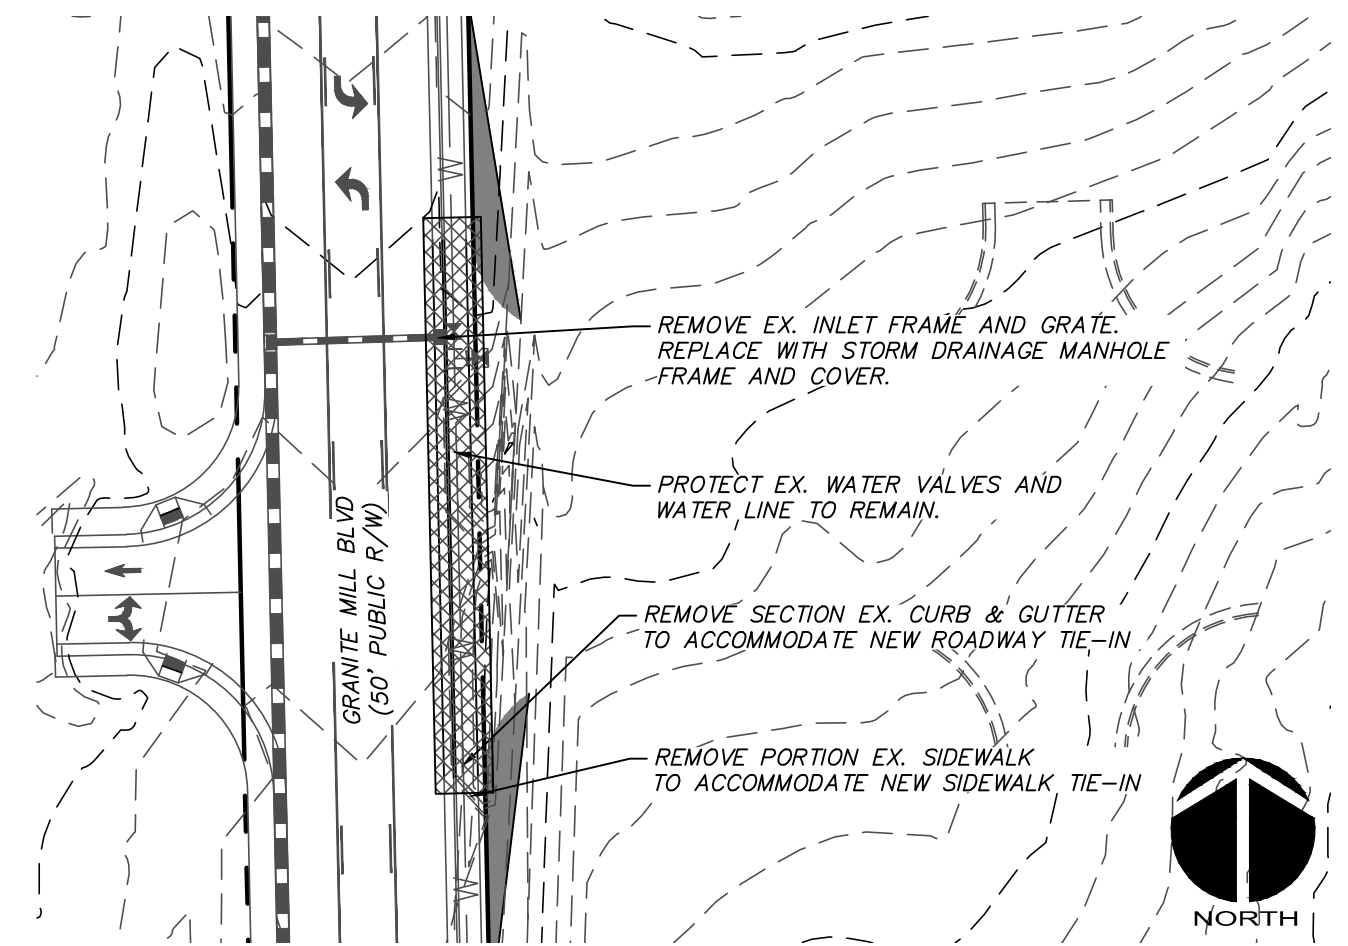 REMOVE EX. INLET FRAME AND GRATE.
REPLACE WITH STORM DRAINAGE MANHOLE
FRAME AND COVER.
PROTECT EX. WATER VALVES AND
WATER LINE TO REMAIN.
GRANITE MILL BLVD
(50' PUBLIC R/W)
REMOVE SECTION EX. CURB & GUTTER
TO ACCOMMODATE NEW ROADWAY TIE-IN
REMOVE PORTION EX. SIDEWALK
TO ACCOMMODATE NEW SIDEWALK TIE-IN
NORTH